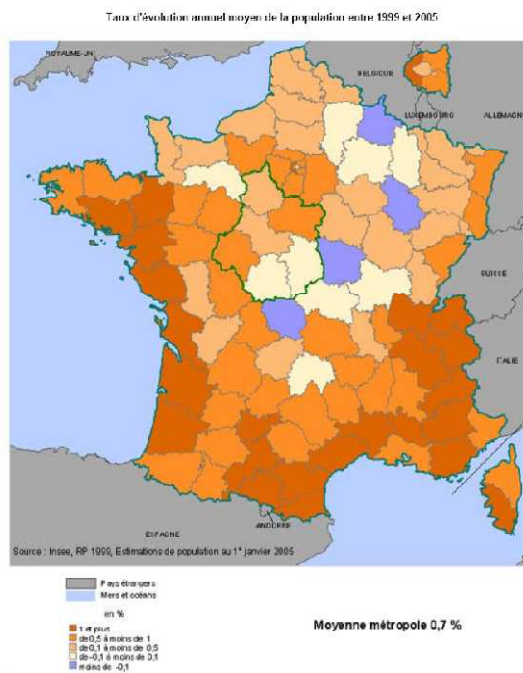 Taux d'évolution annuel moyen de la population entre 1999 et 2005
ROYAUME-UNI
BELGIQUE
LUXEMBOURG
ALLEMAGNE
SUISSE
ITALIE
ESPAGNE
ANDORRE
Source : Insee, RP 1999, Estimations de population au 1° janvier 2005
Pays étrangers
Mers et océans
en %
1 et plus
de 0,5 à moins de 1
de 0,1 à moins de 0,5
de -0,1 à moins de 0,1
moins de -0,1
Moyenne métropole 0,7 %